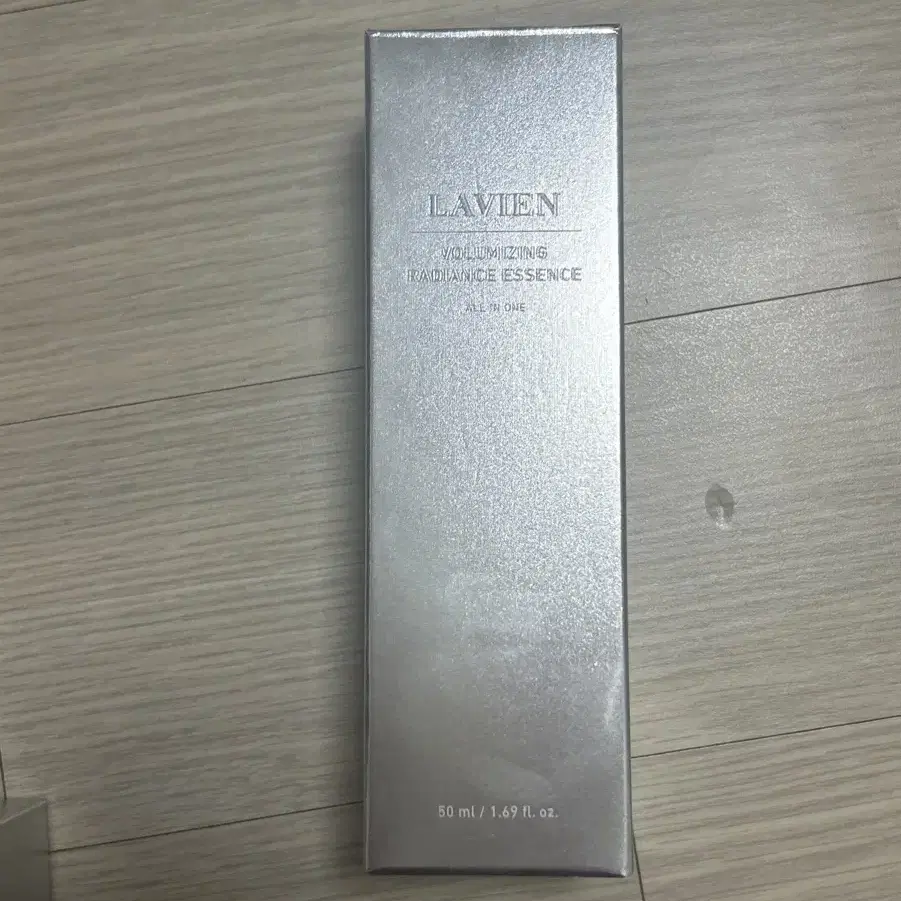 LAVIEN
VOLUMIZING
RADIANCE ESSENCE
ALL IN ONE
50 ml / 1.69 fl. oz.